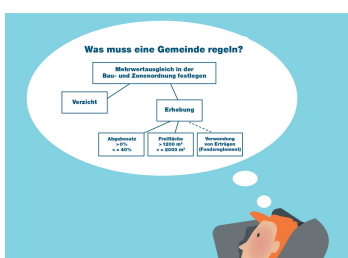 Was muss eine Gemeinde regeln?
Mehrwertausgleich in der
Bau- und Zonenordnung festlegen
Verzicht
Erhebung
Abgabesatz
> 0%
< = 40%
Freifläche
> 1200 m²
< = 2000 m²
Verwendung
von Erträgen
(Fondsreglement)